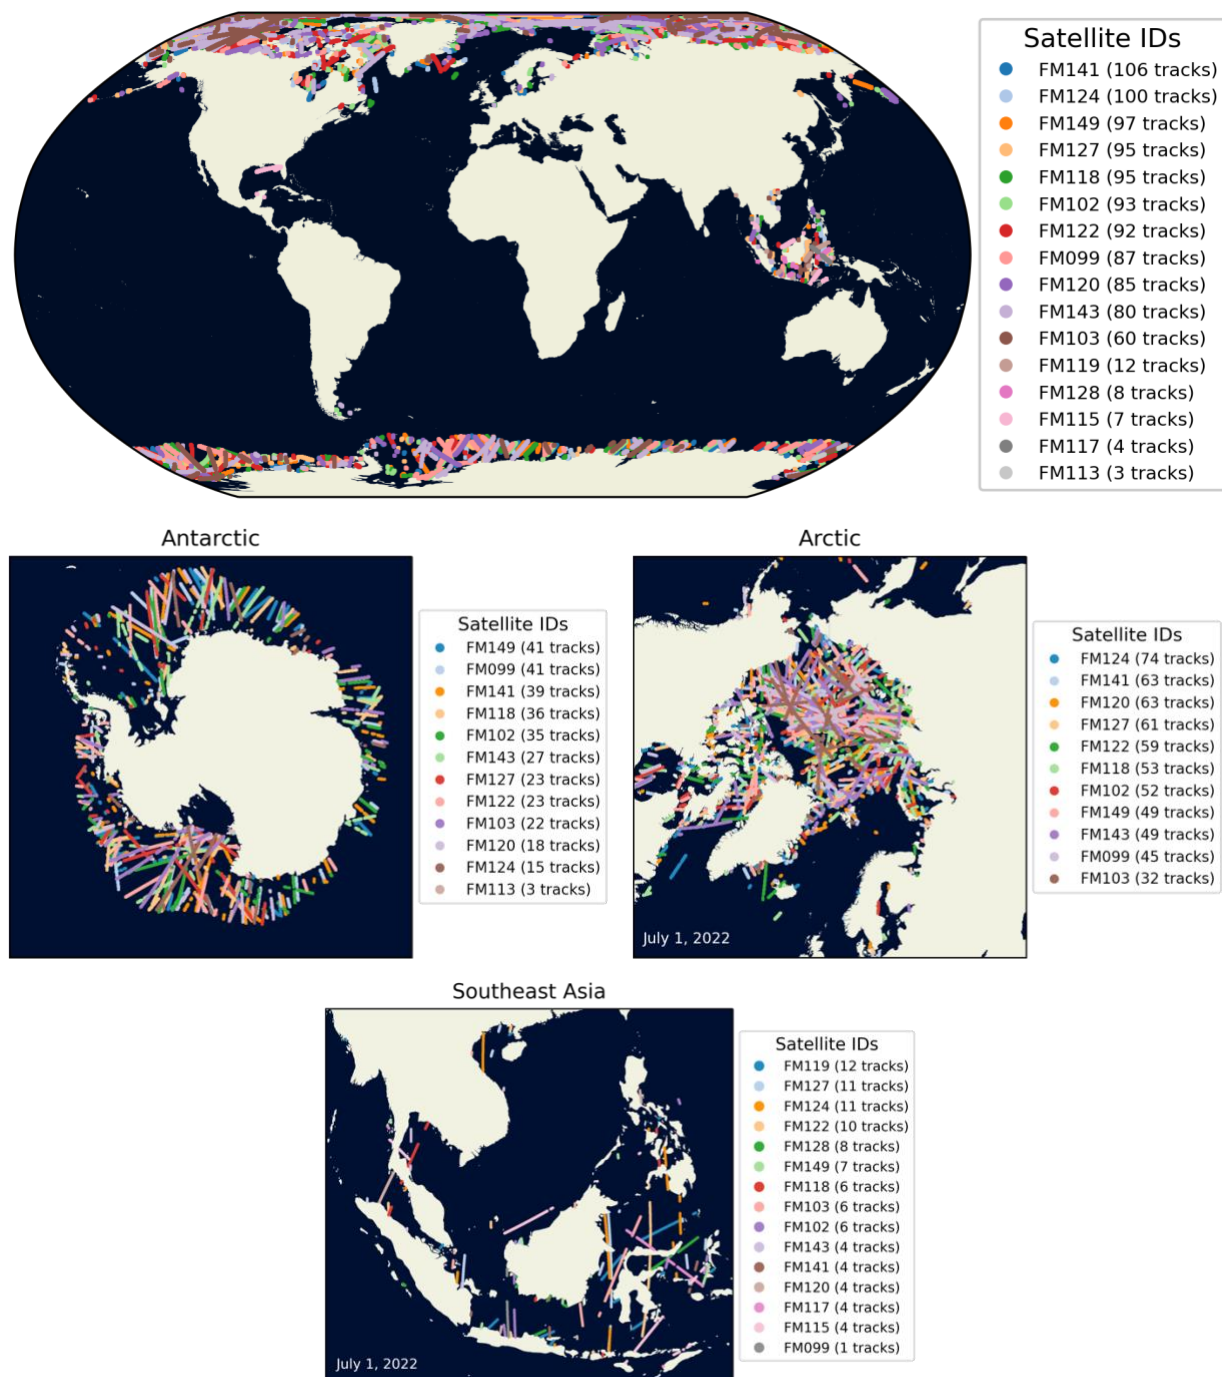 Satellite IDs
FM141 (106 tracks)
FM124 (100 tracks)
FM149 (97 tracks)
FM127 (95 tracks)
FM118 (95 tracks)
FM102 (93 tracks)
FM122 (92 tracks)
FM099 (87 tracks)
FM120 (85 tracks)
FM143 (80 tracks)
FM103 (60 tracks)
FM119 (12 tracks)
FM128 (8 tracks)
FM115 (7 tracks)
FM117 (4 tracks)
FM113 (3 tracks)
Antarctic
Satellite IDs
FM149 (41 tracks)
FM099 (41 tracks)
FM141 (39 tracks)
FM118 (36 tracks)
FM102 (35 tracks)
FM143 (27 tracks)
FM127 (23 tracks)
FM122 (23 tracks)
FM103 (22 tracks)
FM120 (18 tracks)
FM124 (15 tracks)
FM113 (3 tracks)
Arctic
July 1, 2022
Satellite IDs
FM124 (74 tracks)
FM141 (63 tracks)
FM120 (63 tracks)
FM127 (61 tracks)
FM122 (59 tracks)
FM118 (53 tracks)
FM102 (52 tracks)
FM149 (49 tracks)
FM143 (49 tracks)
FM099 (45 tracks)
FM103 (32 tracks)
Southeast Asia
July 1, 2022
Satellite IDs
FM119 (12 tracks)
FM127 (11 tracks)
FM124 (11 tracks)
FM122 (10 tracks)
FM128 (8 tracks)
FM149 (7 tracks)
FM118 (6 tracks)
FM103 (6 tracks)
FM102 (6 tracks)
FM143 (4 tracks)
FM141 (4 tracks)
FM120 (4 tracks)
FM117 (4 tracks)
FM115 (4 tracks)
FM099 (1 tracks)